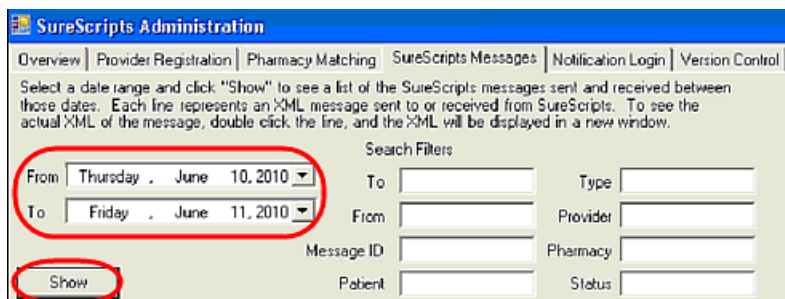 SureScripts Administration
Overview Provider Registration Pharmacy Matching SureScripts Messages Notification Login Version Control
Select a date range and click "Show" to see a list of the SureScripts messages sent and received between
those dates. Each line represents an XML message sent to or received from SureScripts. To see the
actual XML of the message, double click the line, and the XML will be displayed in a new window.
Search Filters
From Thursday , June 10, 2010 To Type
To Friday , June 11, 2010 From Provider
Message ID Pharmacy
Show Patient Status